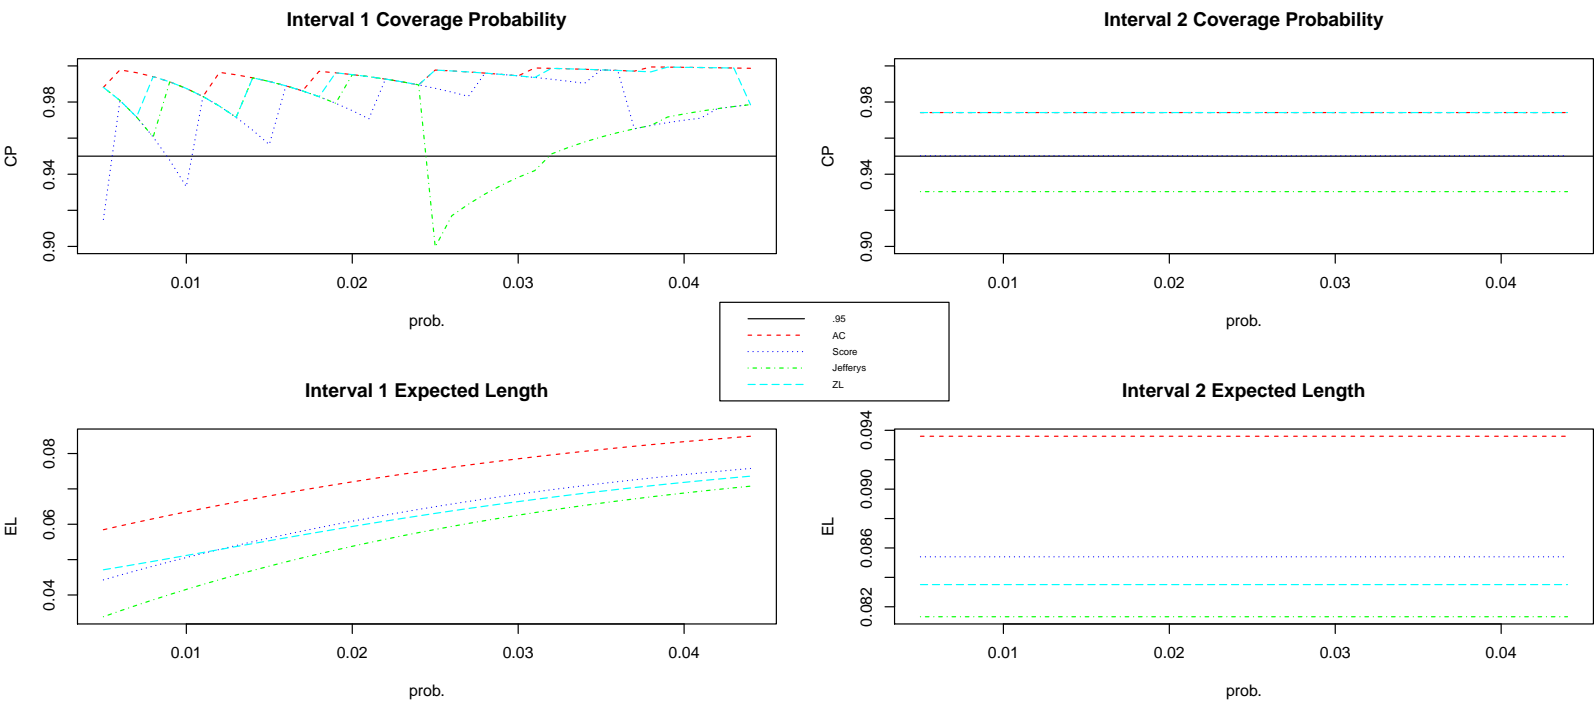 Interval 1 Coverage Probability
CP
0.90
0.94
0.98
0.01
0.02
0.03
0.04
prob.
Interval 2 Coverage Probability
CP
0.90
0.94
0.98
0.01
0.02
0.03
0.04
prob.
.95
AC
Score
Jefferys
ZL
Interval 1 Expected Length
EL
0.04
0.06
0.08
0.01
0.02
0.03
0.04
prob.
Interval 2 Expected Length
EL
0.082
0.086
0.090
0.094
0.01
0.02
0.03
0.04
prob.